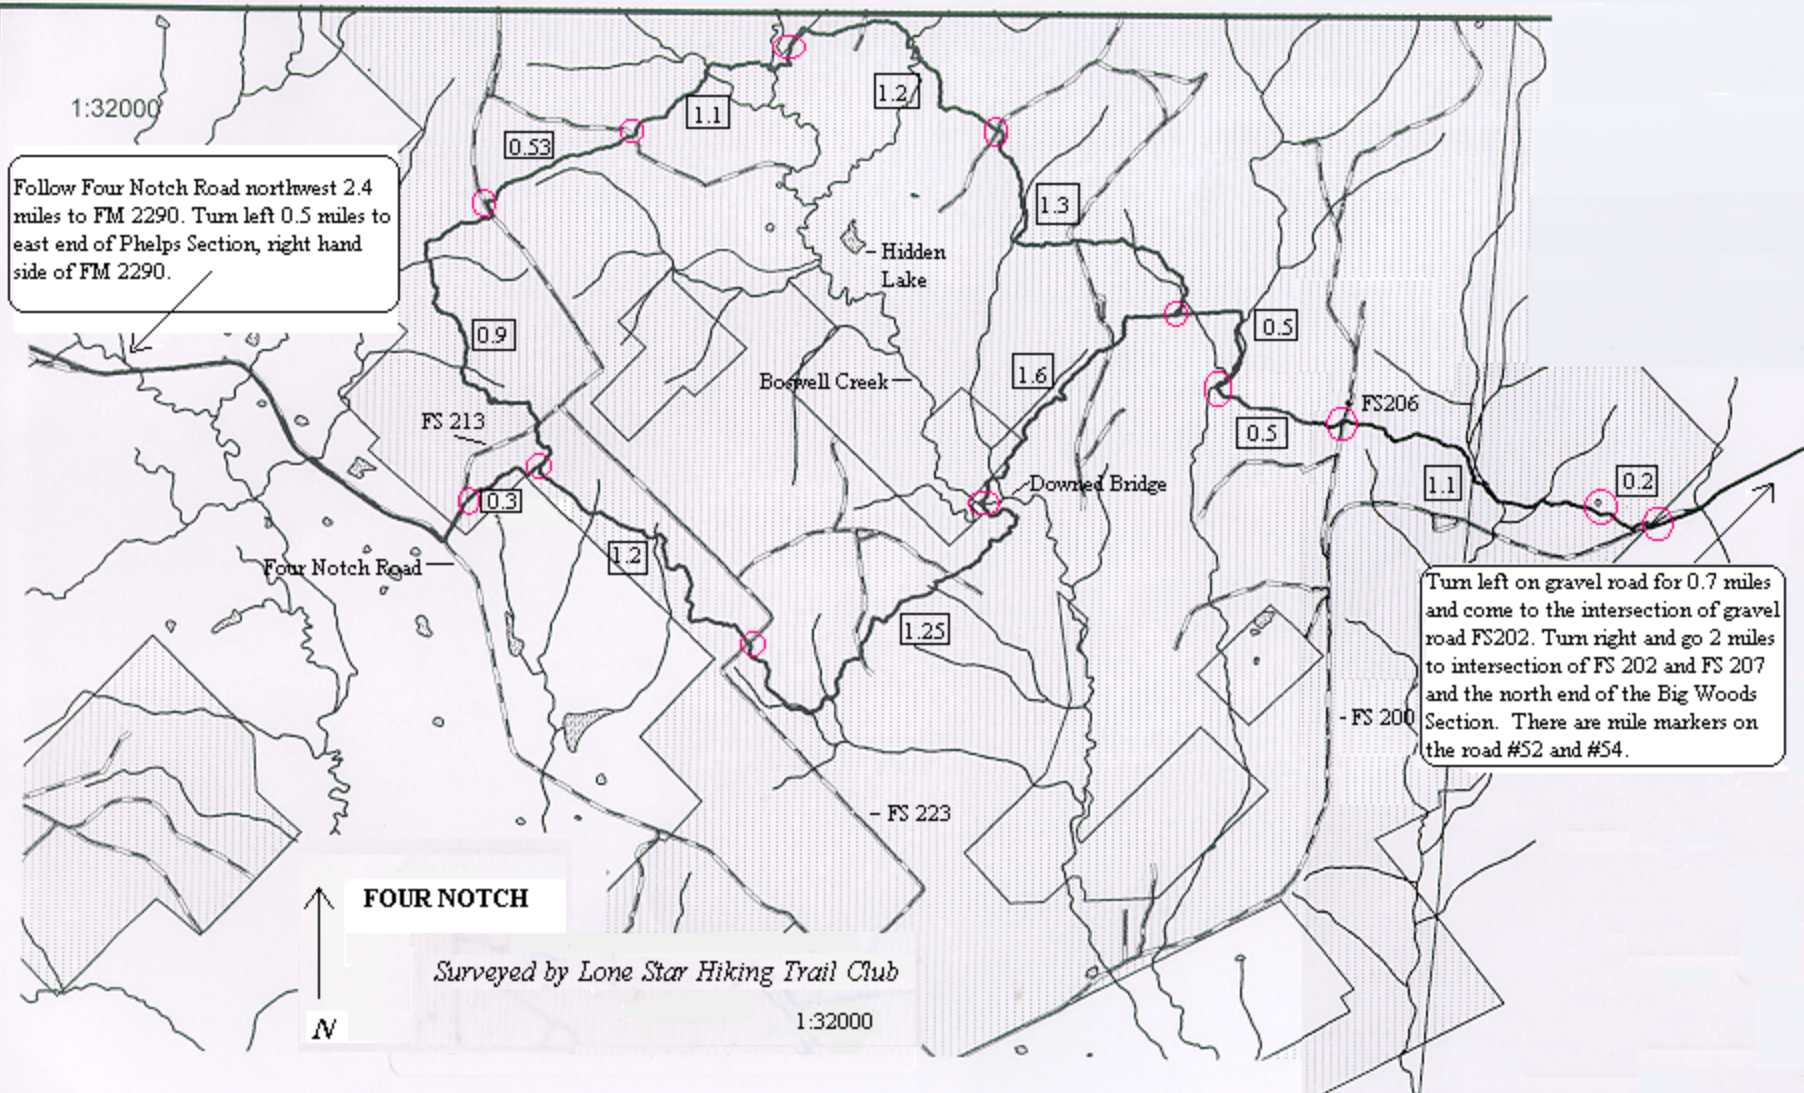 1:32000
Follow Four Notch Road northwest 2.4
miles to FM 2290. Turn left 0.5 miles to
east end of Phelps Section, right hand
side of FM 2290.
1.1
1.2
0.53
1.3
- Hidden
Lake
0.9
0.5
1.6
Boswell Creek
FS 213
FS206
0.5
0.3
Downed Bridge
1.1
0.2
1.2
Four Notch Road
1.25
Turn left on gravel road for 0.7 miles
and come to the intersection of gravel
road FS202. Turn right and go 2 miles
to intersection of FS 202 and FS 207
and the north end of the Big Woods
Section. There are mile markers on
the road #52 and #54.
- FS 200
- FS 223
FOUR NOTCH
Surveyed by Lone Star Hiking Trail Club
N
1:32000